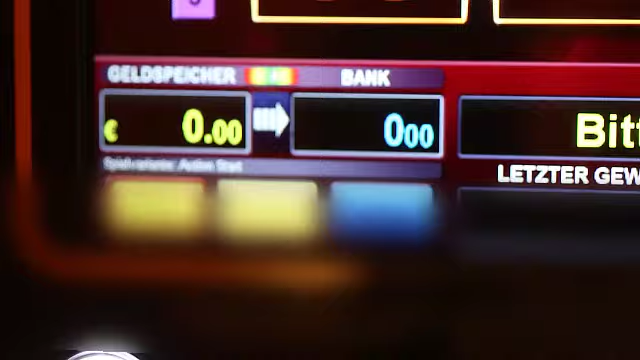 GELDSPEICHER
BANK
€ 0.00
000
Bitt
LETZTER GEW